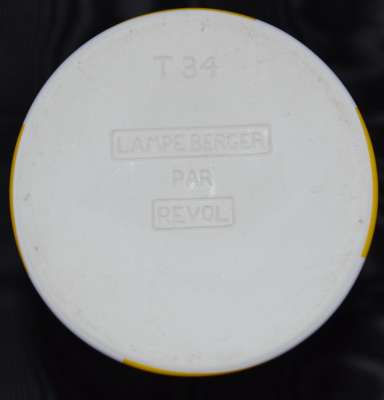 T 34
LAMPE BERGER
PAR
REVOL